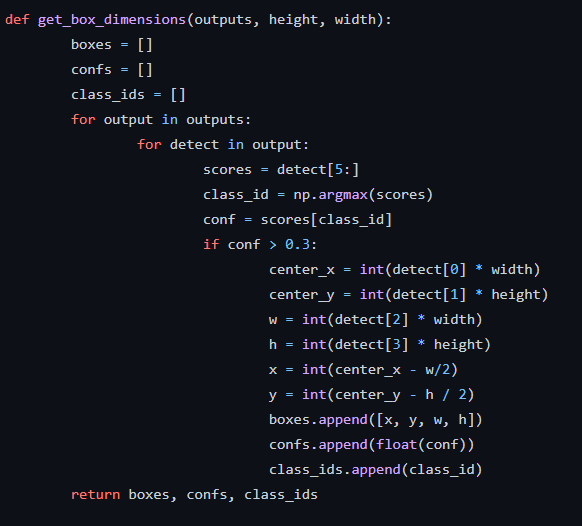 def get_box_dimensions(outputs, height, width):
        boxes = []
        confs = []
        class_ids = []
        for output in outputs:
                for detect in output:
                        scores = detect[5:]
                        class_id = np.argmax(scores)
                        conf = scores[class_id]
                        if conf > 0.3:
                                center_x = int(detect[0] * width)
                                center_y = int(detect[1] * height)
                                w = int(detect[2] * width)
                                h = int(detect[3] * height)
                                x = int(center_x - w/2)
                                y = int(center_y - h / 2)
                                boxes.append([x, y, w, h])
                                confs.append(float(conf))
                                class_ids.append(class_id)
        return boxes, confs, class_ids